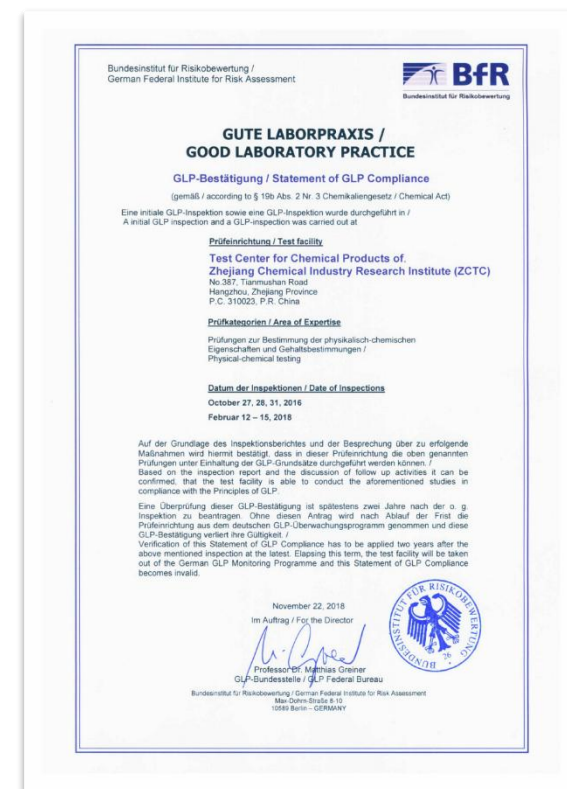 Bundesinstitut für Risikobewertung /
German Federal Institute for Risk Assessment
BfR
Bundesinstitut für Risikobewertung
GUTE LABORPRAXIS /
GOOD LABORATORY PRACTICE
GLP-Bestätigung / Statement of GLP Compliance
(gemäß / according to § 19b Abs. 2 Nr. 3 Chemikaliengesetz / Chemical Act)
Eine initiale GLP-Inspektion sowie eine GLP-Inspektion wurde durchgeführt in /
A initial GLP inspection and a GLP-inspection was carried out at
Prüfeinrichtung / Test facility
Test Center for Chemical Products of.
Zhejiang Chemical Industry Research Institute (ZCTC)
No.387, Tianmushan Road
Hangzhou, Zhejiang Province
P.C. 310023, P.R. China
Prüfkategorien / Area of Expertise
Prüfungen zur Bestimmung der physikalisch-chemischen
Eigenschaften und Gehaltsbestimmungen /
Physical-chemical testing
Datum der Inspektionen / Date of Inspections
October 27, 28, 31, 2016
Februar 12 – 15, 2018
Auf der Grundlage des Inspektionsberichtes und der Besprechung über zu erfolgende
Maßnahmen wird hiermit bestätigt, dass in dieser Prüfeinrichtung die oben genannten
Prüfungen unter Einhaltung der GLP-Grundsätze durchgeführt werden können. /
Based on the inspection report and the discussion of follow up activities it can be
confirmed, that the test facility is able to conduct the aforementioned studies in
compliance with the Principles of GLP.
Eine Überprüfung dieser GLP-Bestätigung ist spätestens zwei Jahre nach der o. g.
Inspektion zu beantragen. Ohne diesen Antrag wird nach Ablauf der Frist die
Prüfeinrichtung aus dem deutschen GLP-Überwachungsprogramm genommen und diese
GLP-Bestätigung verliert ihre Gültigkeit. /
Verification of this Statement of GLP Compliance has to be applied two years after the
above mentioned inspection at the latest. Elapsing this term, the test facility will be taken
out of the German GLP Monitoring Programme and this Statement of GLP Compliance
becomes invalid.
November 22, 2018
Im Auftrag / For the Director
Professor Dr. Matthias Greiner
GLP-Bundesstelle / GLP Federal Bureau
BUNDESINSTITUT FÜR RISIKOBEWERTUNG
26
Bundesinstitut für Risikobewertung / German Federal Institute for Risk Assessment
Max-Dohrn-Straße 8-10
10589 Berlin – GERMANY